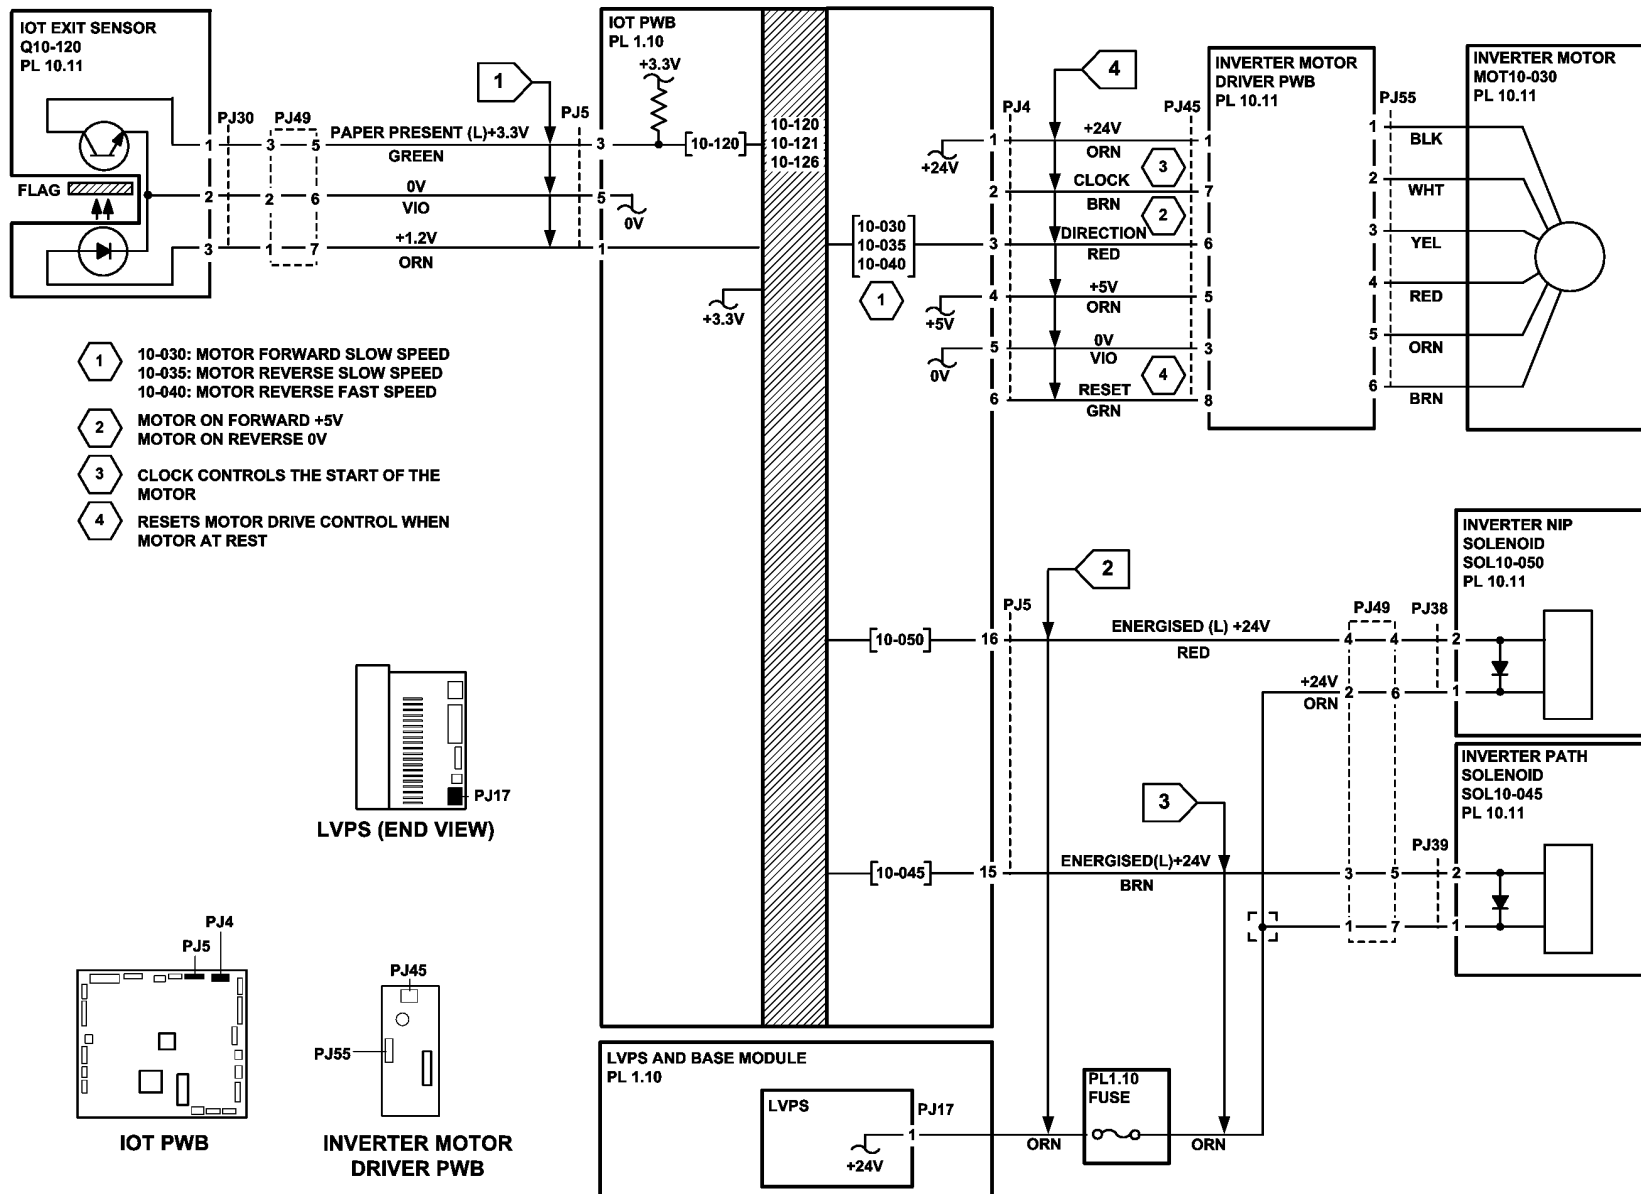 IOT EXIT SENSOR
Q10-120
PL 10.11
FLAG
1
2
3
PJ30
PJ49
3 5
2 6
1 7
PAPER PRESENT (L)+3.3V
GREEN
0V
VIO
+1.2V
ORN
1
PJ5
3
5
1
IOT PWB
PL 1.10
+3.3V
10-120
0V
+3.3V
10-120
10-121
10-126
10-030
10-035
10-040
1
+24V
+5V
0V
PJ4
1
2
3
4
5
6
4
+24V
ORN
CLOCK
BRN
DIRECTION
RED
+5V
ORN
0V
VIO
RESET
GRN
3
2
4
PJ45
1
7
6
5
3
8
INVERTER MOTOR
DRIVER PWB
PL 10.11
PJ55
1
2
3
4
5
6
BLK
WHT
YEL
RED
ORN
BRN
INVERTER MOTOR
MOT10-030
PL 10.11
1
10-030: MOTOR FORWARD SLOW SPEED
10-035: MOTOR REVERSE SLOW SPEED
10-040: MOTOR REVERSE FAST SPEED
2
MOTOR ON FORWARD +5V
MOTOR ON REVERSE 0V
3
CLOCK CONTROLS THE START OF THE
MOTOR
4
RESETS MOTOR DRIVE CONTROL WHEN
MOTOR AT REST
10-050
16
PJ5
2
ENERGISED (L) +24V
RED
+24V
ORN
PJ49
4 4
2 6
PJ38
2
1
INVERTER NIP
SOLENOID
SOL10-050
PL 10.11
10-045
15
3
ENERGISED(L)+24V
BRN
3 5
1 7
PJ39
2
1
INVERTER PATH
SOLENOID
SOL10-045
PL 10.11
PJ17
LVPS (END VIEW)
PJ4
PJ5
IOT PWB
PJ45
PJ55
INVERTER MOTOR
DRIVER PWB
LVPS AND BASE MODULE
PL 1.10
LVPS
+24V
PJ17
1
ORN
PL1.10
FUSE
ORN